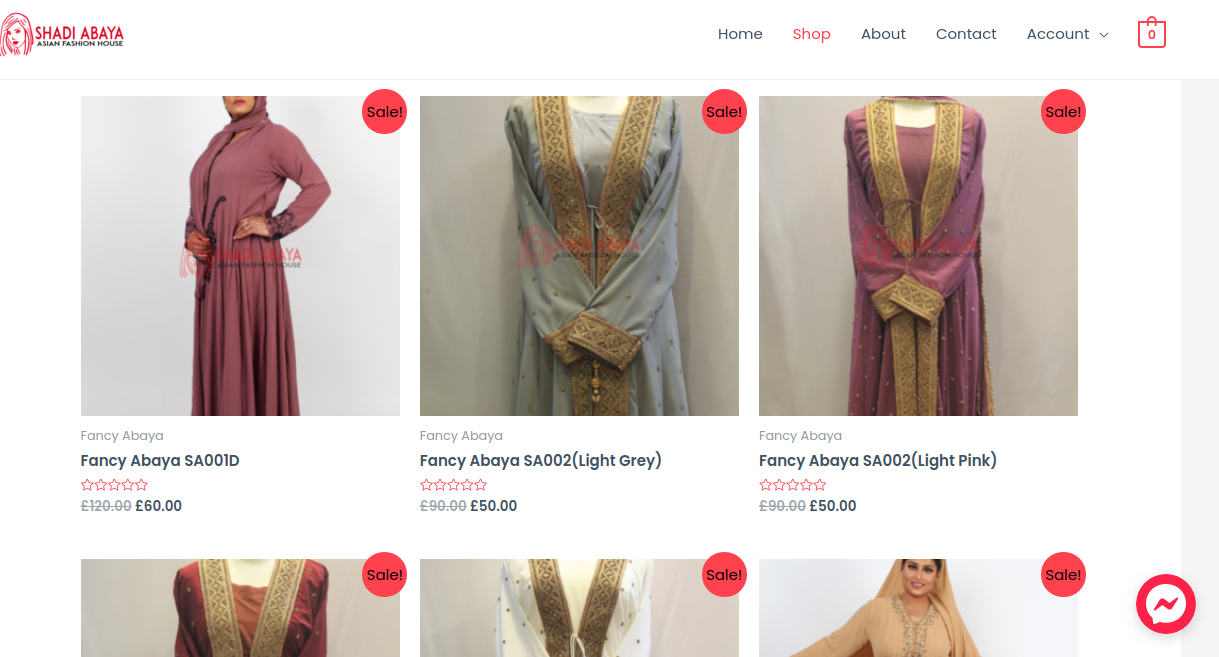 SHADI ABAYA
ASIAN FASHION HOUSE
Home Shop About Contact Account 0
Sale! Sale! Sale!
SHADI ABAYA SHADI ABAYA SHADI ABAYA
ASIAN FASHION HOUSE ASIAN FASHION HOUSE ASIAN FASHION HOUSE
Fancy Abaya Fancy Abaya Fancy Abaya
Fancy Abaya SA001D Fancy Abaya SA002(Light Grey) Fancy Abaya SA002(Light Pink)
£120.00 £60.00 £90.00 £50.00 £90.00 £50.00
Sale! Sale! Sale!